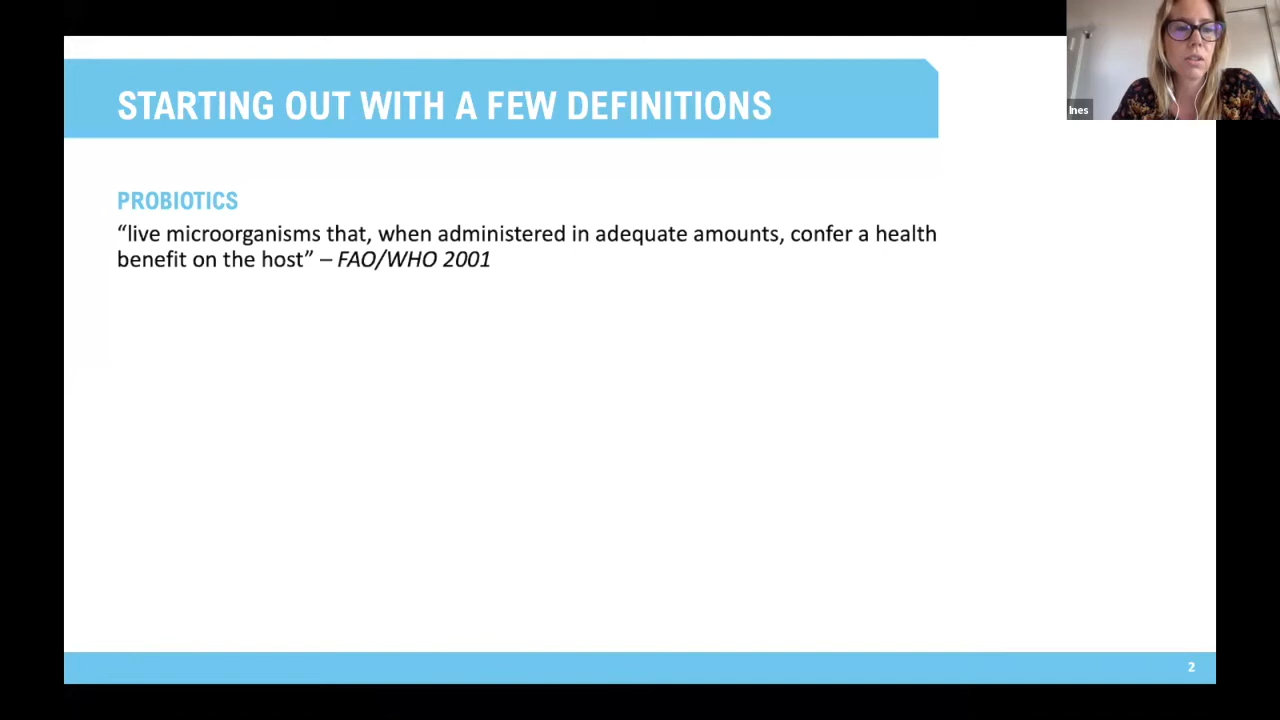 STARTING OUT WITH A FEW DEFINITIONS
Ines
PROBIOTICS
“live microorganisms that, when administered in adequate amounts, confer a health
benefit on the host” – FAO/WHO 2001
2